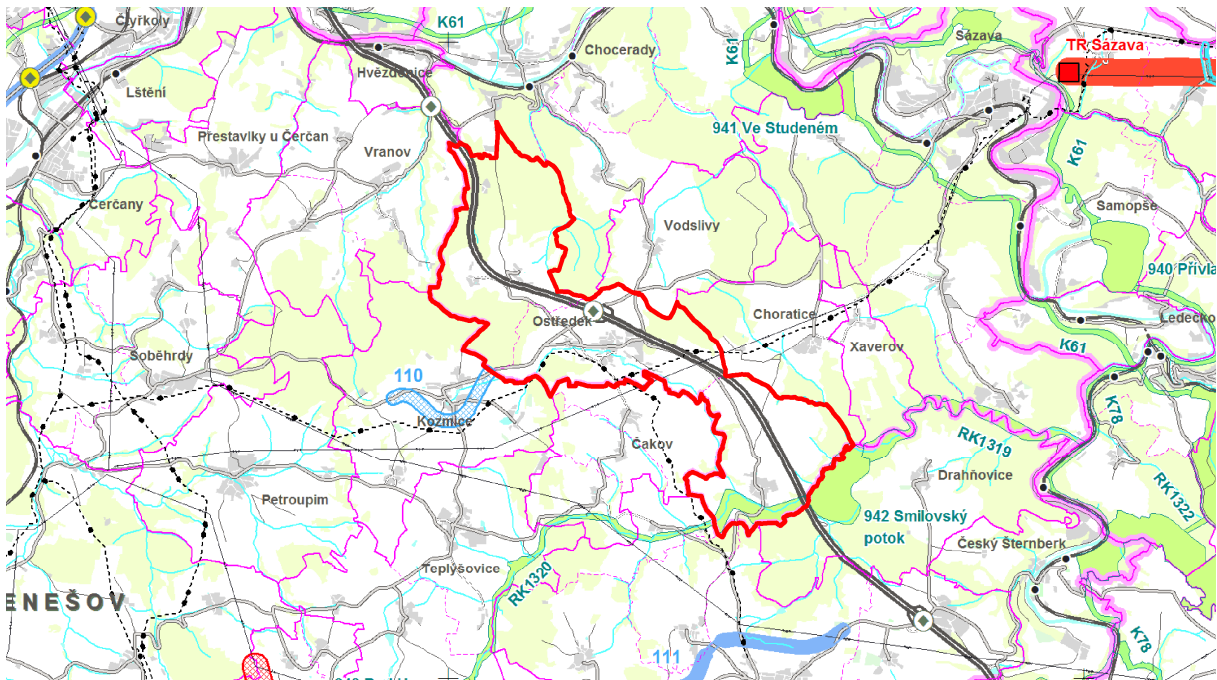 Čtyřkoly
K61
Chocerady
Sázava
TR Sázava
Hvězdonice
K61
Lštění
941 Ve Studeném
Přestavlky u Čerčan
Vranov
K61
Čerčany
Samopše
Vodslivy
940 Přívla
Ostředek
Choratice
Ledečko
Xaverov
K61
Soběhrdy
110
K78
Kozmice
Čakov
RK1319
Drahňovice
Petroupim
RK1322
942 Smilovský
potok
Český Šternberk
Teplýšovice
RK1320
ENEŠOV
K78
111